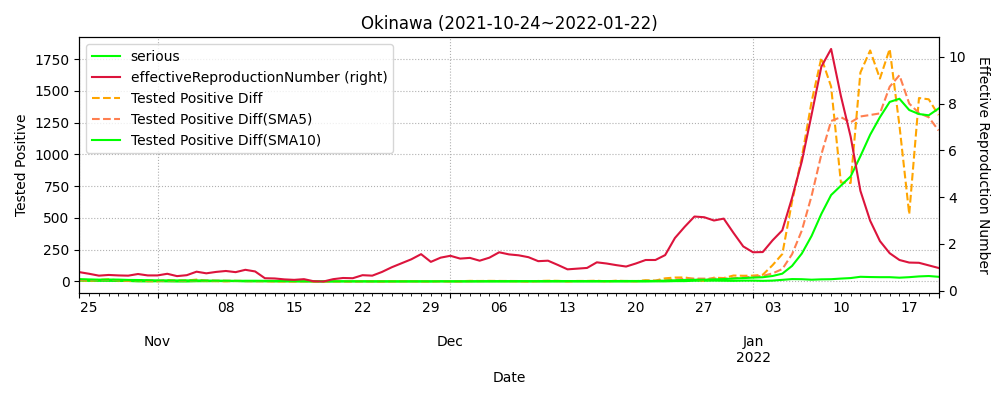 Okinawa (2021-10-24~2022-01-22)
serious
effectiveReproductionNumber (right)
Tested Positive Diff
Tested Positive Diff(SMA5)
Tested Positive Diff(SMA10)
Tested Positive
1750
1500
1250
1000
750
500
250
0
Effective Reproduction Number
10
8
6
4
2
0
25 08 15 22 29 06 13 20 27 03 10 17
Nov Dec Jan
2022
Date